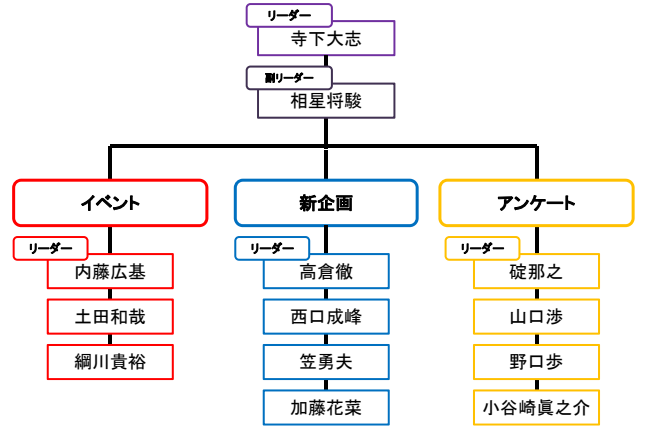 リーダー
寺下大志
副リーダー
相星将駿
イベント
新企画
アンケート
リーダー
内藤広基
土田和哉
綱川貴裕
リーダー
高倉徹
西口成峰
笠勇夫
加藤花菜
リーダー
碇那之
山口渉
野口歩
小谷崎眞之介